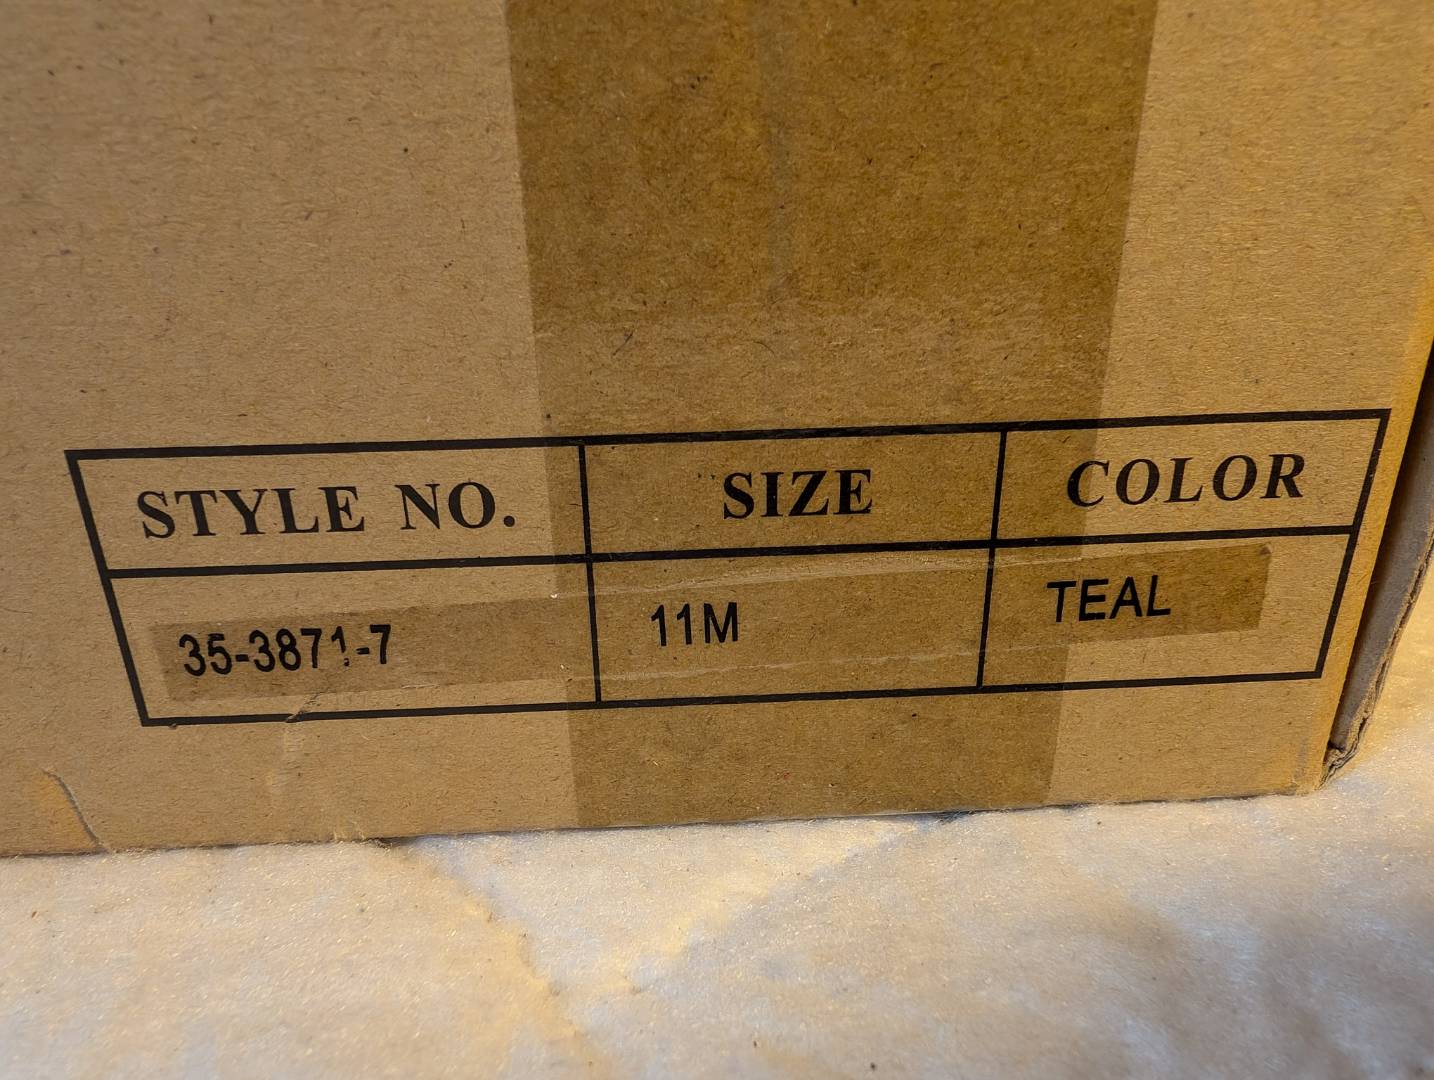 STYLE NO. SIZE COLOR
35-3871-7 11M TEAL